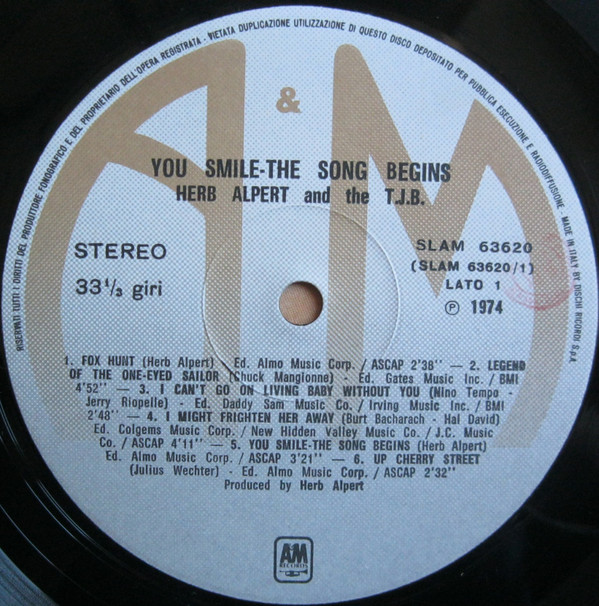 RISERVATI TUTTI I DIRITTI DEL PRODUTTORE FONOGRAFICO E DEL PROPRIETARIO DELL'OPERA REGISTRATA - VIETATA DUPLICAZIONE UTILIZZAZIONE DI QUESTO DISCO DEPOSITATO PER PUBBLICA ESECUZIONE E RADIODIFFUSIONE - MADE IN ITALY BY DISCHI RICORDI S.p.A.
A & M
YOU SMILE-THE SONG BEGINS
HERB ALPERT and the T.J.B.
STEREO
33 1/3 giri
SLAM 63620
(SLAM 63620/1)
LATO 1
℗ 1974
1. FOX HUNT (Herb Alpert) - Ed. Almo Music Corp. / ASCAP 2'38" — 2. LEGEND
OF THE ONE-EYED SAILOR (Chuck Mangionne) - Ed. Gates Music Inc. / BMI
4'52" — 3. I CAN'T GO ON LIVING BABY WITHOUT YOU (Nino Tempo -
Jerry Riopelle) - Ed. Daddy Sam Music Co. / Irving Music Inc. / BMI
2'48" — 4. I MIGHT FRIGHTEN HER AWAY (Burt Bacharach - Hal David)
Ed. Colgems Music Corp. / New Hidden Valley Music Co. / J.C. Music
Co. / ASCAP 4'11" — 5. YOU SMILE-THE SONG BEGINS (Herb Alpert)
Ed. Almo Music Corp. / ASCAP 3'21" — 6. UP CHERRY STREET
(Julius Wechter) - Ed. Almo Music Corp. / ASCAP 2'32"
Produced by Herb Alpert
A&M
RECORDS